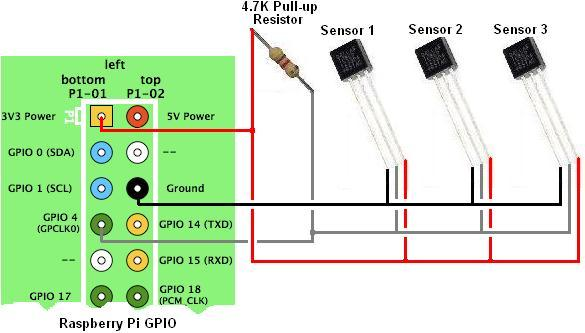 4.7K Pull-up
Resistor
Sensor 1
Sensor 2
Sensor 3
left
bottom
top
P1-01
P1-02
3V3 Power
P1
5V Power
GPIO 0 (SDA)
--
GPIO 1 (SCL)
Ground
GPIO 4
(GPCLK0)
GPIO 14 (TXD)
--
GPIO 15 (RXD)
GPIO 17
GPIO 18
(PCM_CLK)
Raspberry Pi GPIO